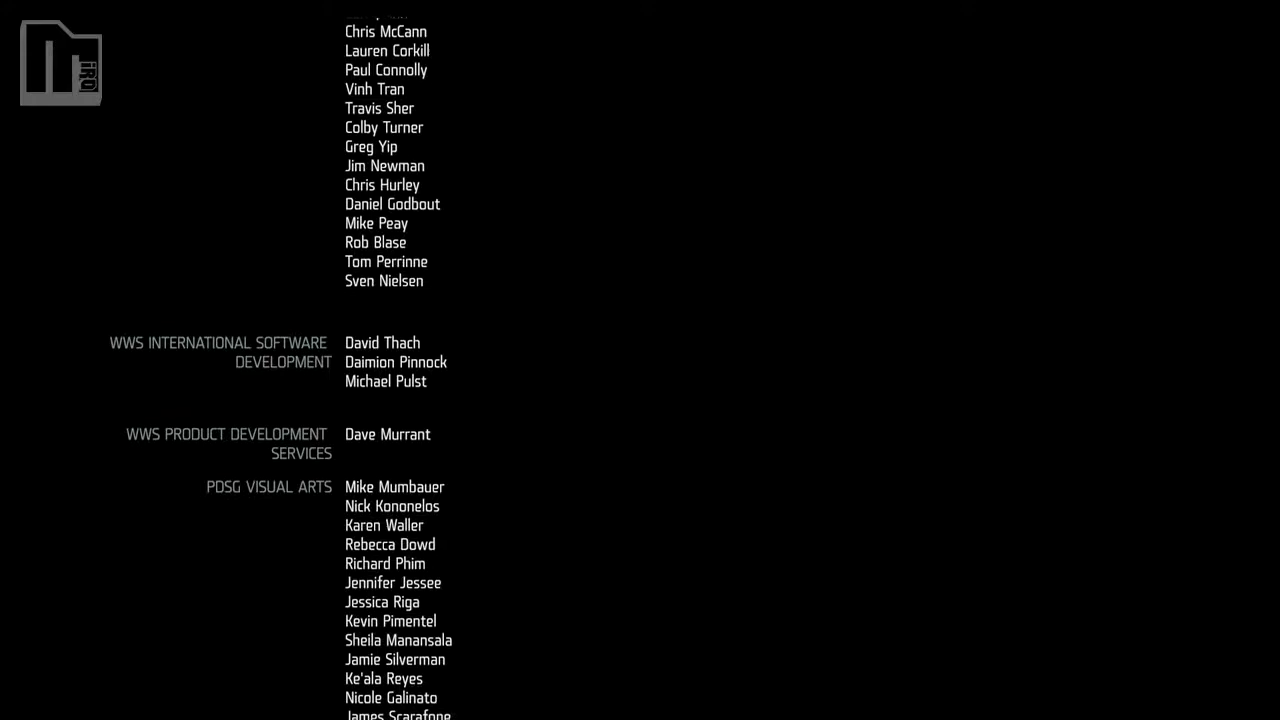 Chris McCann
Lauren Corkill
Paul Connolly
Vinh Tran
Travis Sher
Colby Turner
Greg Yip
Jim Newman
Chris Hurley
Daniel Godbout
Mike Peay
Rob Blase
Tom Perrinne
Sven Nielsen
WWS INTERNATIONAL SOFTWARE DEVELOPMENT
David Thach
Daimion Pinnock
Michael Pulst
WWS PRODUCT DEVELOPMENT SERVICES
Dave Murrant
PDSG VISUAL ARTS
Mike Mumbauer
Nick Kononelos
Karen Waller
Rebecca Dowd
Richard Phim
Jennifer Jessee
Jessica Riga
Kevin Pimentel
Sheila Manansala
Jamie Silverman
Ke'ala Reyes
Nicole Galinato
James Scarafone